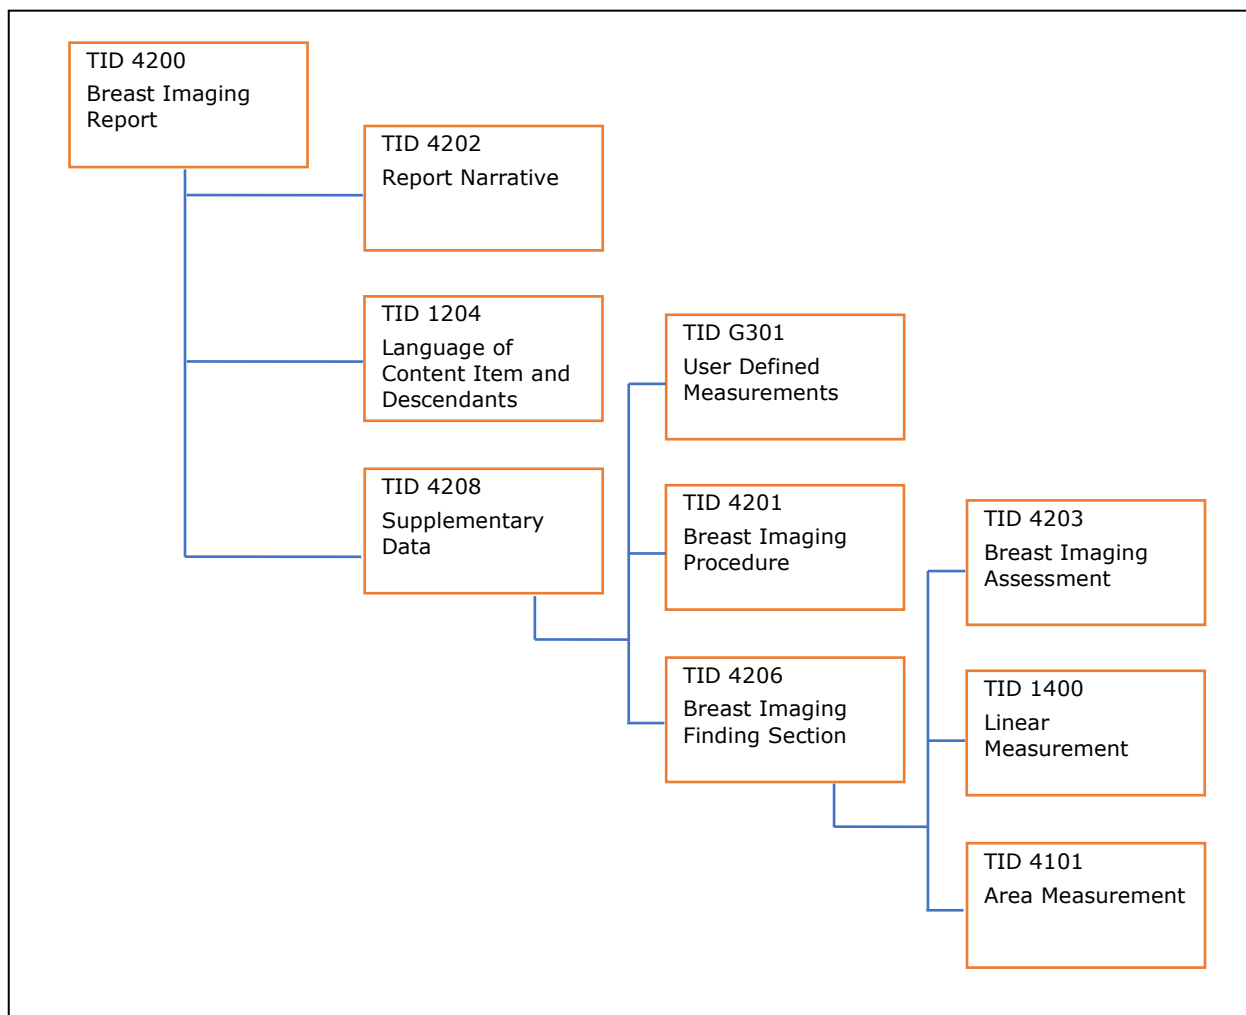 TID 4200
Breast Imaging
Report
TID 4202
Report Narrative
TID 1204
Language of
Content Item and
Descendants
TID 4208
Supplementary
Data
TID G301
User Defined
Measurements
TID 4201
Breast Imaging
Procedure
TID 4206
Breast Imaging
Finding Section
TID 4203
Breast Imaging
Assessment
TID 1400
Linear
Measurement
TID 4101
Area Measurement